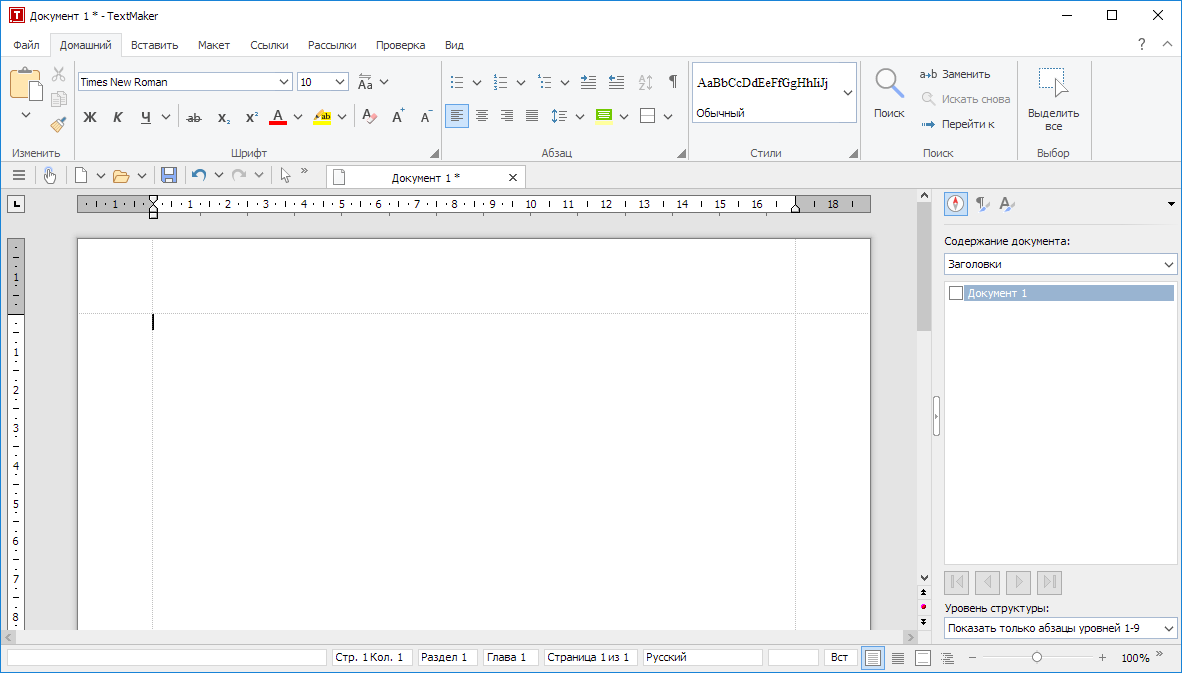 Документ 1 * - TextMaker
Файл Домашний Вставить Макет Ссылки Рассылки Проверка Вид ?
Times New Roman 10 Aa
Ж К Ч ab x₂ x² A ab A A A
AaBbCcDdEeFfGgHhIiJj
Обычный
Поиск
a→b Заменить
Искать снова
Перейти к
Выделить
все
Изменить Шрифт Абзац Стили Поиск Выбор
Документ 1 *
1 1 2 3 4 5 6 7 8 9 10 11 12 13 14 15 16 18
1
1
2
3
4
5
6
7
8
Содержание документа:
Заголовки
Документ 1
Уровень структуры:
Показать только абзацы уровней 1-9
Стр. 1 Кол. 1 Раздел 1 Глава 1 Страница 1 из 1 Русский Вст 100% »